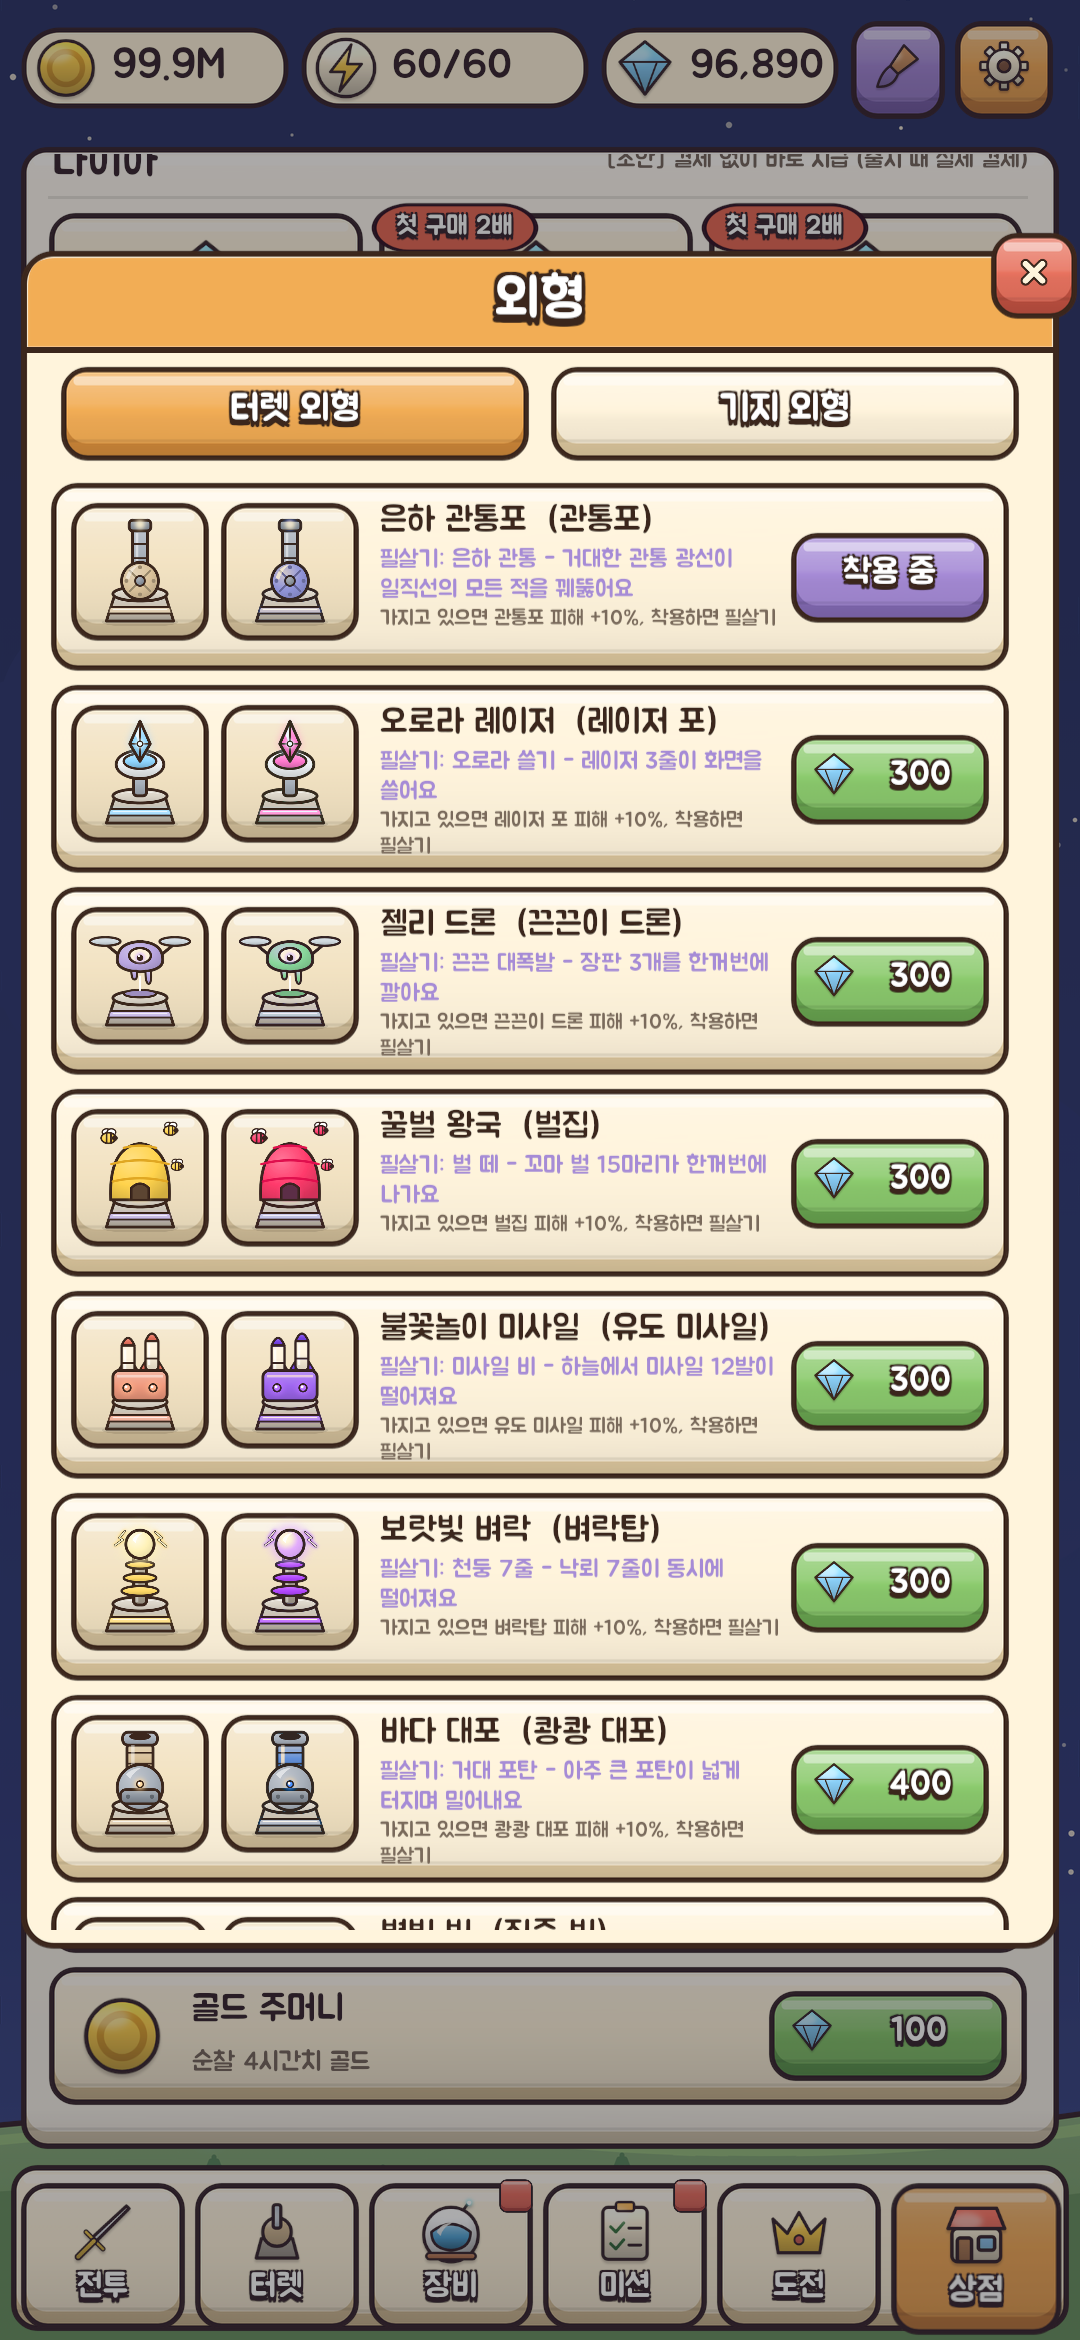 99.9M
60/60
96,890
다이아
[초안] 결제 없이 바로 지급 (출시 때 실제 결제)
첫 구매 2배
첫 구매 2배
외형
터렛 외형
기지 외형
은하 관통포 (관통포)
필살기: 은하 관통 - 거대한 관통 광선이
일직선의 모든 적을 꿰뚫어요
가지고 있으면 관통포 피해 +10%, 착용하면 필살기
착용 중
오로라 레이저 (레이저 포)
필살기: 오로라 쓸기 - 레이저 3줄이 화면을
쓸어요
가지고 있으면 레이저 포 피해 +10%, 착용하면
필살기
300
젤리 드론 (끈끈이 드론)
필살기: 끈끈 대폭발 - 장판 3개를 한꺼번에
깔아요
가지고 있으면 끈끈이 드론 피해 +10%, 착용하면
필살기
300
꿀벌 왕국 (벌집)
필살기: 벌 떼 - 꼬마 벌 15마리가 한꺼번에
나가요
가지고 있으면 벌집 피해 +10%, 착용하면 필살기
300
불꽃놀이 미사일 (유도 미사일)
필살기: 미사일 비 - 하늘에서 미사일 12발이
떨어져요
가지고 있으면 유도 미사일 피해 +10%, 착용하면
필살기
300
보랏빛 벼락 (벼락탑)
필살기: 천둥 7줄 - 낙뢰 7줄이 동시에
떨어져요
가지고 있으면 벼락탑 피해 +10%, 착용하면 필살기
300
바다 대포 (쾅쾅 대포)
필살기: 거대 포탄 - 아주 큰 포탄이 넓게
터지며 밀어내요
가지고 있으면 쾅쾅 대포 피해 +10%, 착용하면
필살기
400
골드 주머니
순찰 4시간치 골드
100
전투
터렛
장비
미션
도전
상점